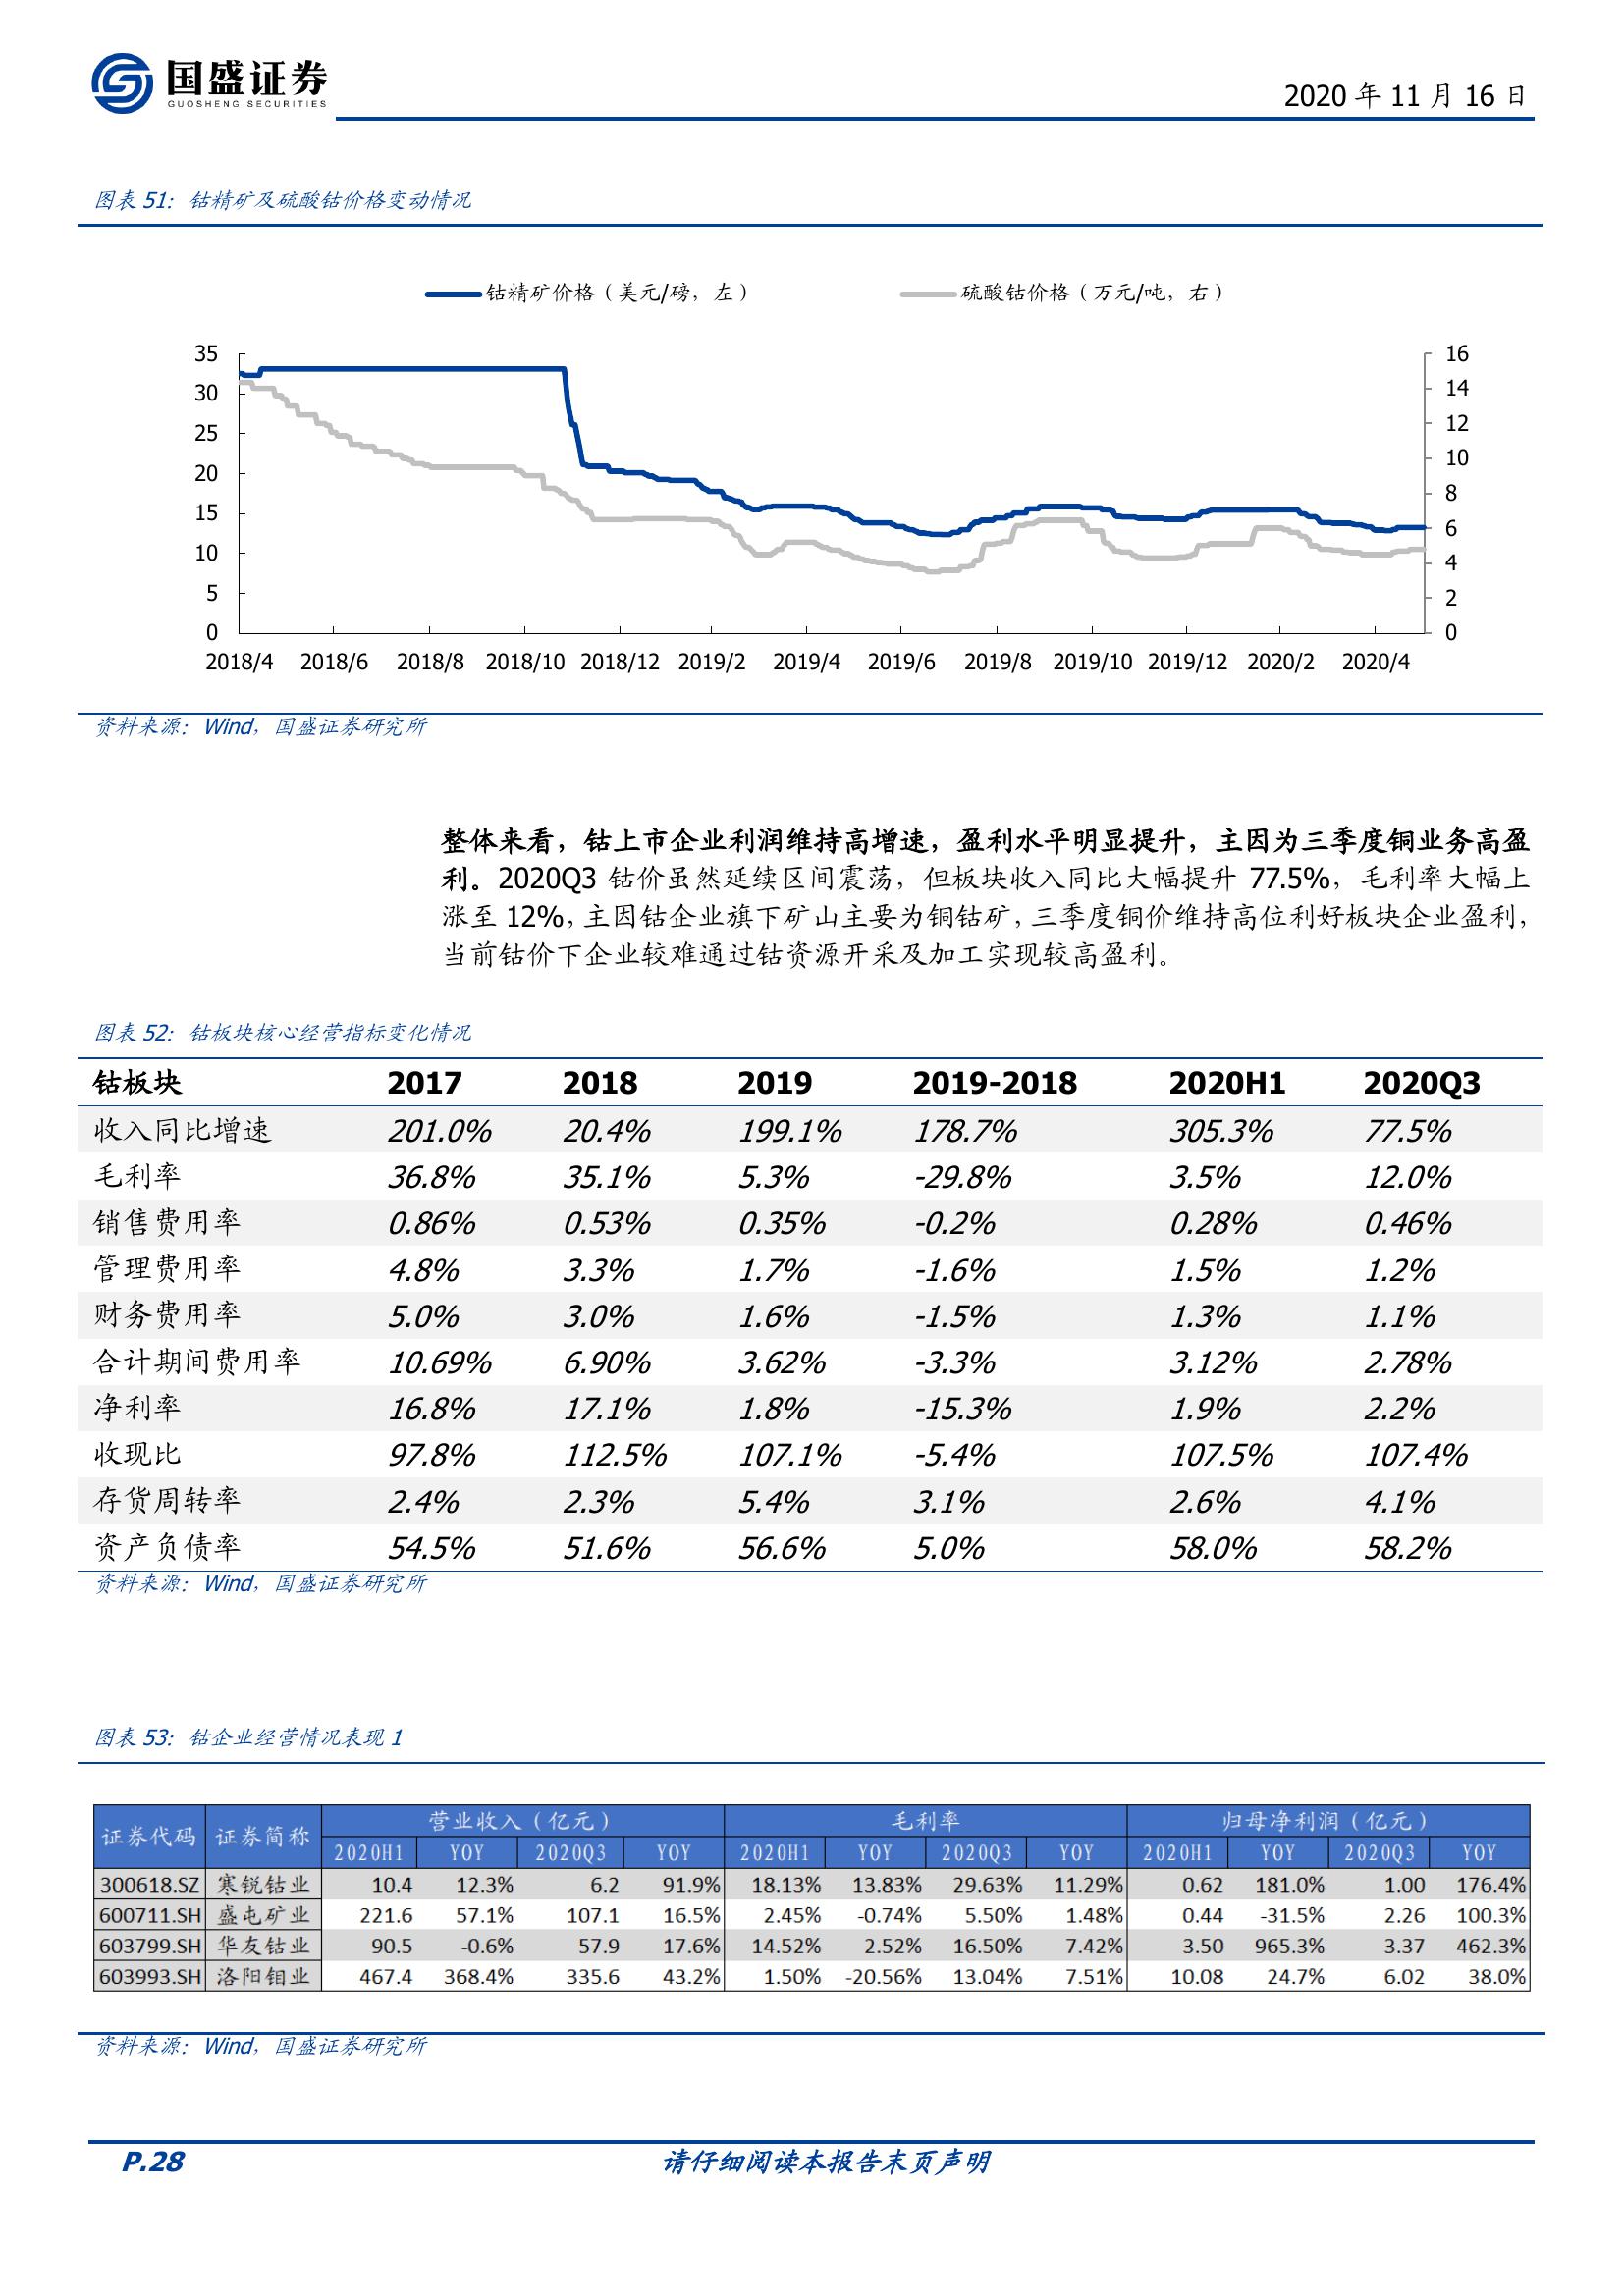 国盛证券
GUOSHENG SECURITIES
2020 年 11 月 16 日
图表 51：钴精矿及硫酸钴价格变动情况
钴精矿价格（美元/磅，左） 硫酸钴价格（万元/吨，右）
35 16
30 14
25 12
20 10
15 8
10 6
5 4
0 2
0
2018/4 2018/6 2018/8 2018/10 2018/12 2019/2 2019/4 2019/6 2019/8 2019/10 2019/12 2020/2 2020/4
资料来源：Wind，国盛证券研究所
整体来看，钴上市企业利润维持高增速，盈利水平明显提升，主因为三季度铜业务高盈
利。2020Q3 钴价虽然延续区间震荡，但板块收入同比大幅提升 77.5%，毛利率大幅上
涨至 12%，主因钴企业旗下矿山主要为铜钴矿，三季度铜价维持高位利好板块企业盈利，
当前钴价下企业较难通过钴资源开采及加工实现较高盈利。
图表 52：钴板块核心经营指标变化情况
钴板块 2017 2018 2019 2019-2018 2020H1 2020Q3
收入同比增速 201.0% 20.4% 199.1% 178.7% 305.3% 77.5%
毛利率 36.8% 35.1% 5.3% -29.8% 3.5% 12.0%
销售费用率 0.86% 0.53% 0.35% -0.2% 0.28% 0.46%
管理费用率 4.8% 3.3% 1.7% -1.6% 1.5% 1.2%
财务费用率 5.0% 3.0% 1.6% -1.5% 1.3% 1.1%
合计期间费用率 10.69% 6.90% 3.62% -3.3% 3.12% 2.78%
净利率 16.8% 17.1% 1.8% -15.3% 1.9% 2.2%
收现比 97.8% 112.5% 107.1% -5.4% 107.5% 107.4%
存货周转率 2.4% 2.3% 5.4% 3.1% 2.6% 4.1%
资产负债率 54.5% 51.6% 56.6% 5.0% 58.0% 58.2%
资料来源：Wind，国盛证券研究所
图表 53：钴企业经营情况表现 1
证券代码 证券简称 营业收入（亿元） 毛利率 归母净利润（亿元）
2020H1 YOY 2020Q3 YOY 2020H1 YOY 2020Q3 YOY 2020H1 YOY 2020Q3 YOY
300618.SZ 寒锐钴业 10.4 12.3% 6.2 91.9% 18.13% 13.83% 29.63% 11.29% 0.62 181.0% 1.00 176.4%
600711.SH 盛屯矿业 221.6 57.1% 107.1 16.5% 2.45% -0.74% 5.50% 1.48% 0.44 -31.5% 2.26 100.3%
603799.SH 华友钴业 90.5 -0.6% 57.9 17.6% 14.52% 2.52% 16.50% 7.42% 3.50 965.3% 3.37 462.3%
603993.SH 洛阳钼业 467.4 368.4% 335.6 43.2% 1.50% -20.56% 13.04% 7.51% 10.08 24.7% 6.02 38.0%
资料来源：Wind，国盛证券研究所
P.28 请仔细阅读本报告末页声明